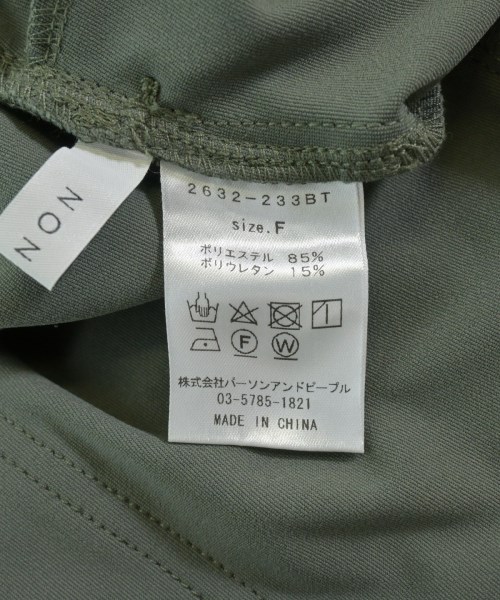 NON
2632-233BT
size.F
ポリエステル 85%
ポリウレタン 15%
F W
株式会社パーソンアンドピープル
03-5785-1821
MADE IN CHINA